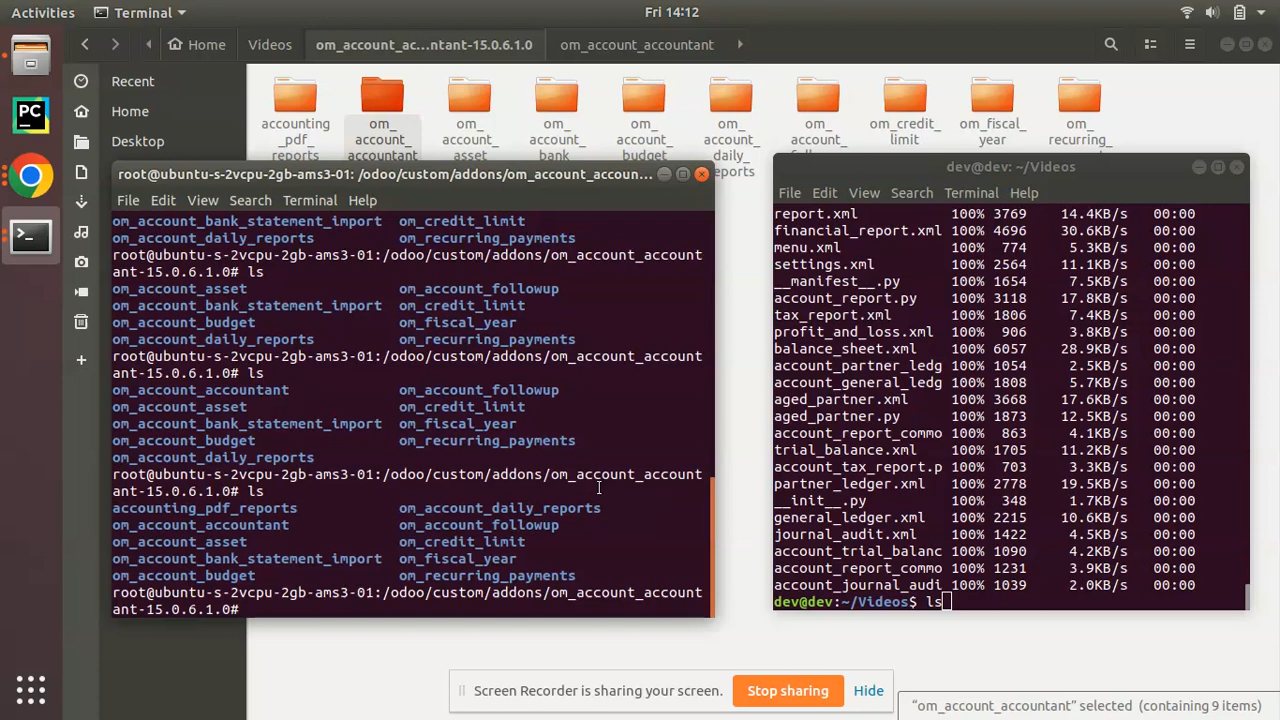 Activities
Terminal
Fri 14:12
Home
Videos
om_account_ac…ntant-15.0.6.1.0
om_account_accountant
Recent
Home
Desktop
accounting_pdf_reports
om_account_accountant
om_account_asset
om_account_bank
om_account_budget
om_account_daily_reports
om_account_
om_credit_limit
om_fiscal_year
om_recurring_
root@ubuntu-s-2vcpu-2gb-ams3-01:/odoo/custom/addons/om_account_accoun…
File Edit View Search Terminal Help
om_account_bank_statement_import om_credit_limit
om_account_daily_reports om_recurring_payments
root@ubuntu-s-2vcpu-2gb-ams3-01:/odoo/custom/addons/om_account_account
ant-15.0.6.1.0# ls
om_account_asset om_account_followup
om_account_bank_statement_import om_credit_limit
om_account_budget om_fiscal_year
om_account_daily_reports om_recurring_payments
root@ubuntu-s-2vcpu-2gb-ams3-01:/odoo/custom/addons/om_account_account
ant-15.0.6.1.0# ls
om_account_accountant om_account_followup
om_account_asset om_credit_limit
om_account_bank_statement_import om_fiscal_year
om_account_budget om_recurring_payments
om_account_daily_reports
root@ubuntu-s-2vcpu-2gb-ams3-01:/odoo/custom/addons/om_account_account
ant-15.0.6.1.0# ls
accounting_pdf_reports om_account_daily_reports
om_account_accountant om_account_followup
om_account_asset om_credit_limit
om_account_bank_statement_import om_fiscal_year
om_account_budget om_recurring_payments
root@ubuntu-s-2vcpu-2gb-ams3-01:/odoo/custom/addons/om_account_account
ant-15.0.6.1.0#
dev@dev: ~/Videos
File Edit View Search Terminal Help
report.xml 100% 3769 14.4KB/s 00:00
financial_report.xml 100% 4696 30.6KB/s 00:00
menu.xml 100% 774 5.3KB/s 00:00
settings.xml 100% 2564 11.1KB/s 00:00
__manifest__.py 100% 1654 7.5KB/s 00:00
account_report.py 100% 3118 17.8KB/s 00:00
tax_report.xml 100% 1806 7.4KB/s 00:00
profit_and_loss.xml 100% 906 3.8KB/s 00:00
balance_sheet.xml 100% 6057 28.9KB/s 00:00
account_partner_ledg 100% 1054 2.5KB/s 00:00
account_general_ledg 100% 1808 5.7KB/s 00:00
aged_partner.xml 100% 3668 17.6KB/s 00:00
aged_partner.py 100% 1873 12.5KB/s 00:00
account_report_commo 100% 863 4.1KB/s 00:00
trial_balance.xml 100% 1705 11.2KB/s 00:00
account_tax_report.p 100% 703 3.3KB/s 00:00
partner_ledger.xml 100% 2778 19.5KB/s 00:00
__init__.py 100% 348 1.7KB/s 00:00
general_ledger.xml 100% 2215 10.6KB/s 00:00
journal_audit.xml 100% 1422 4.5KB/s 00:00
account_trial_balanc 100% 1090 4.2KB/s 00:00
account_report_commo 100% 1231 3.9KB/s 00:00
account_journal_audi 100% 1039 2.0KB/s 00:00
dev@dev:~/Videos$ ls
Screen Recorder is sharing your screen.
Stop sharing
Hide
“om_account_accountant” selected (containing 9 items)
PC